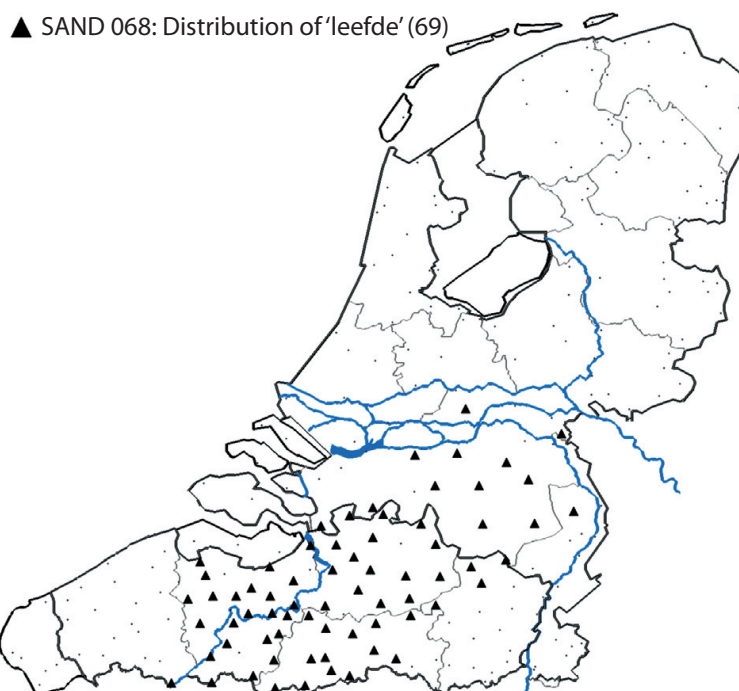 ▲ SAND 068: Distribution of ‘leefde’ (69)